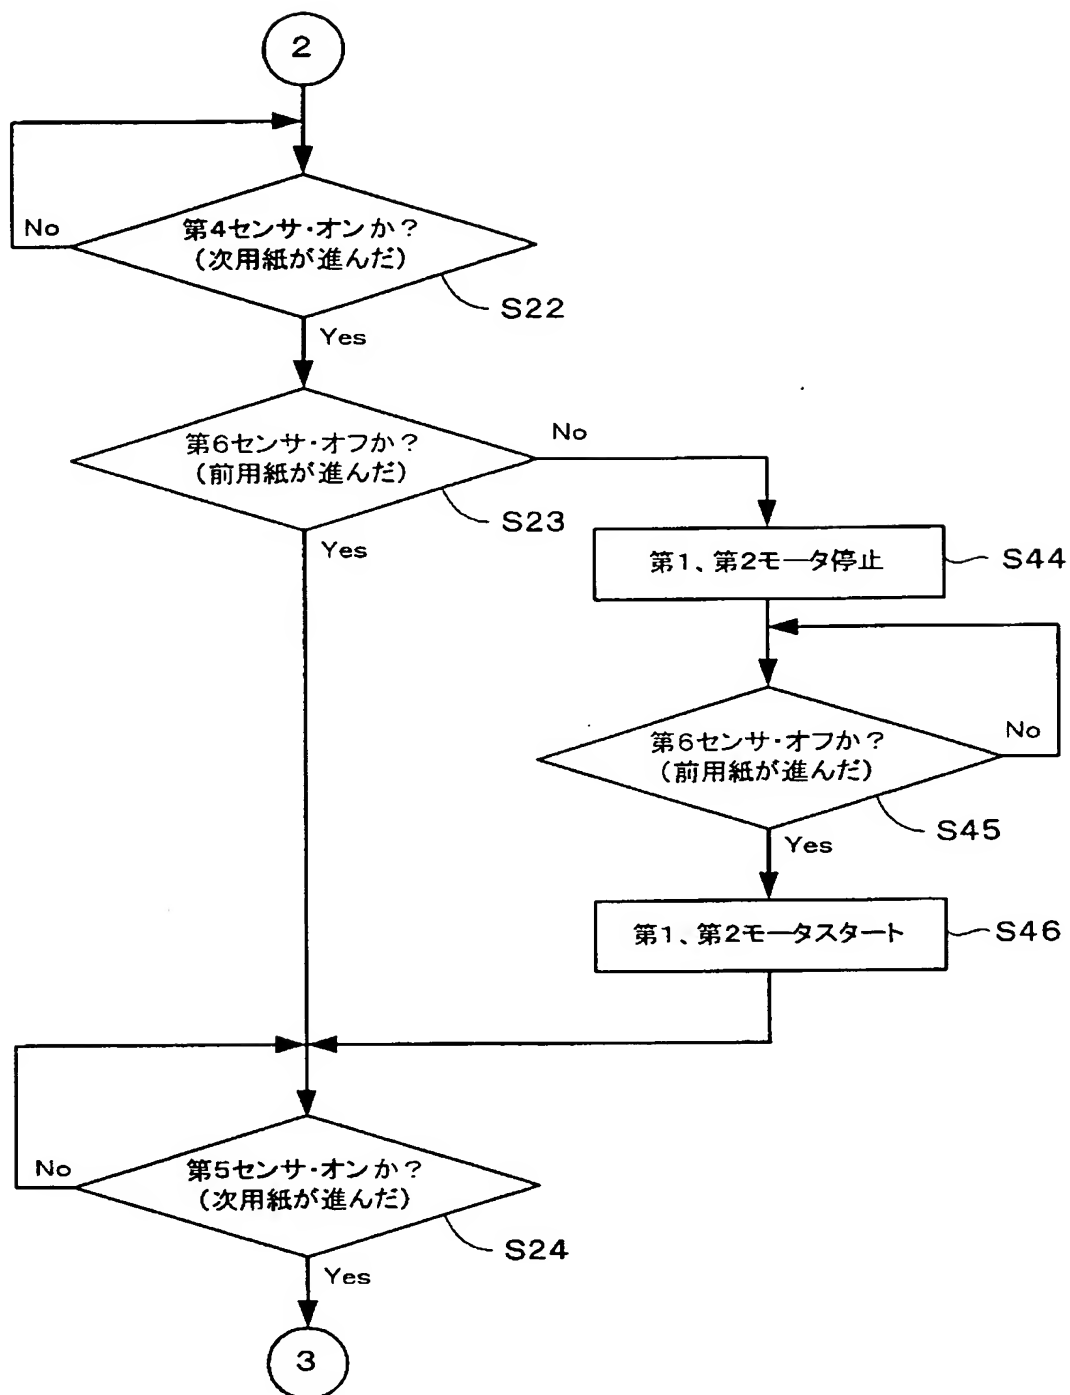 2
第4センサ・オンか？
(次用紙が進んだ)
No
S22
Yes
第6センサ・オフか？
(前用紙が進んだ)
No
S23
Yes
第1、第2モータ停止
S44
第6センサ・オフか？
(前用紙が進んだ)
No
S45
Yes
第1、第2モータスタート
S46
第5センサ・オンか？
(次用紙が進んだ)
No
S24
Yes
3